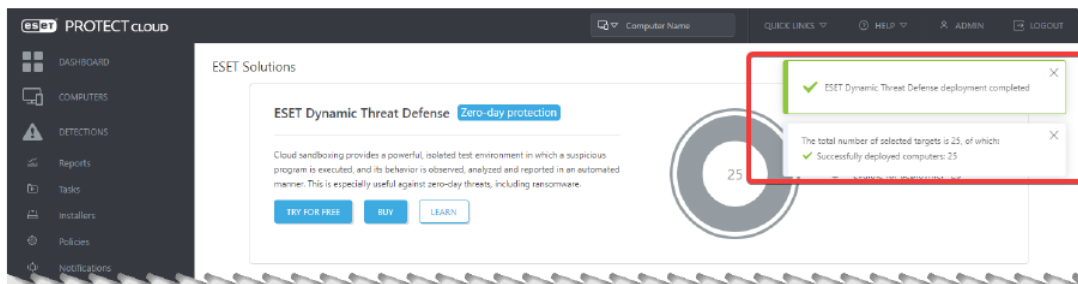 eset PROTECT CLOUD
Computer Name
QUICK LINKS
HELP
ADMIN
LOGOUT
DASHBOARD
COMPUTERS
DETECTIONS
Reports
Tasks
Installers
Policies
Notifications
ESET Solutions
ESET Dynamic Threat Defense Zero-day protection
Cloud sandboxing provides a powerful, isolated test environment in which a suspicious
program is executed, and its behavior is observed, analyzed and reported in an automated
manner. This is especially useful against zero-day threats, including ransomware.
TRY FOR FREE BUY LEARN
25
ESET Dynamic Threat Defense deployment completed
The total number of selected targets is 25, of which:
Successfully deployed computers: 25